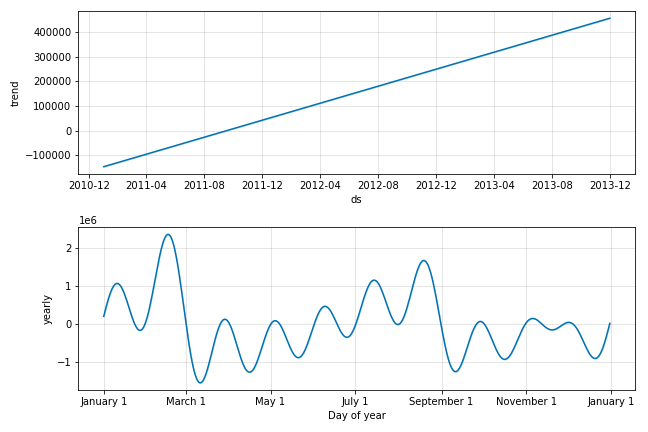 400000
300000
200000
100000
0
−100000
trend
2010-12 2011-04 2011-08 2011-12 2012-04 2012-08 2012-12 2013-04 2013-08 2013-12
ds
1e6
2
1
0
−1
yearly
January 1 March 1 May 1 July 1 September 1 November 1 January 1
Day of year